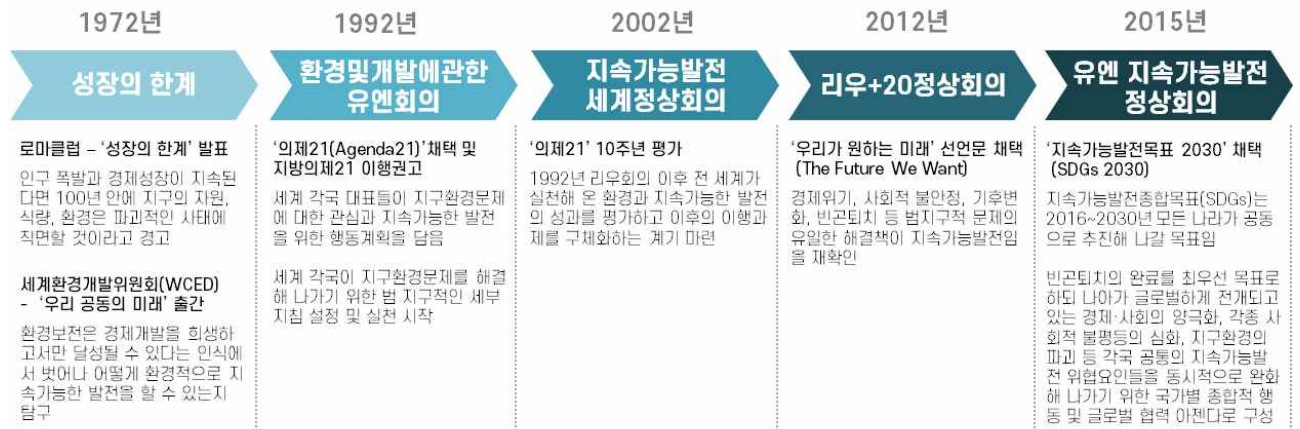 1972년
성장의 한계
로마클럽 – ‘성장의 한계’ 발표
인구 폭발과 경제성장이 지속된
다면 100년 안에 지구의 자원,
식량, 환경은 파괴적인 사태에
직면할 것이라고 경고
세계환경개발위원회(WCED)
- ‘우리 공동의 미래’ 출간
환경보전은 경제개발을 희생하
고서만 달성될 수 있다는 인식에
서 벗어나 어떻게 환경적으로 지
속가능한 발전을 할 수 있는지
탐구
1992년
환경및개발에관한
유엔회의
‘의제21(Agenda21)’채택 및
지방의제21 이행권고
세계 각국 대표들이 지구환경문제
에 대한 관심과 지속가능한 발전
을 위한 행동계획을 담음
세계 각국이 지구환경문제를 해결
해 나가기 위한 범 지구적인 세부
지침 설정 및 실천 시작
2002년
지속가능발전
세계정상회의
‘의제21’ 10주년 평가
1992년 리우회의 이후 전 세계가
실천해 온 환경과 지속가능한 발전
의 성과를 평가하고 이후의 이행과
제를 구체화하는 계기 마련
2012년
리우+20정상회의
‘우리가 원하는 미래’ 선언문 채택
(The Future We Want)
경제위기, 사회적 불안정, 기후변
화, 빈곤퇴치 등 범지구적 문제의
유일한 해결책이 지속가능발전임
을 재확인
2015년
유엔 지속가능발전
정상회의
‘지속가능발전목표 2030’ 채택
(SDGs 2030)
지속가능발전종합목표(SDGs)는
2016~2030년 모든 나라가 공동
으로 추진해 나갈 목표임
빈곤퇴치의 완료를 최우선 목표로
하되 나아가 글로벌하게 전개되고
있는 경제·사회의 양극화, 각종 사
회적 불평등의 심화, 지구환경의
파괴 등 각국 공통의 지속가능발
전 위협요인들을 동시적으로 완화
해 나가기 위한 국가별 종합적 행
동 및 글로벌 협력 아젠다로 구성